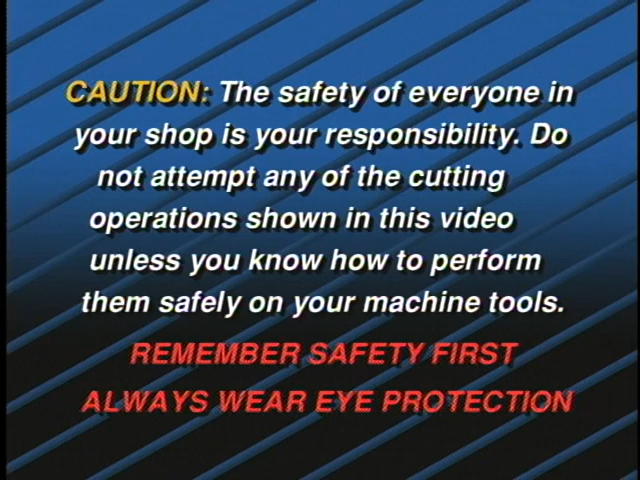 CAUTION: The safety of everyone in
your shop is your responsibility. Do
not attempt any of the cutting
operations shown in this video
unless you know how to perform
them safely on your machine tools.
REMEMBER SAFETY FIRST
ALWAYS WEAR EYE PROTECTION